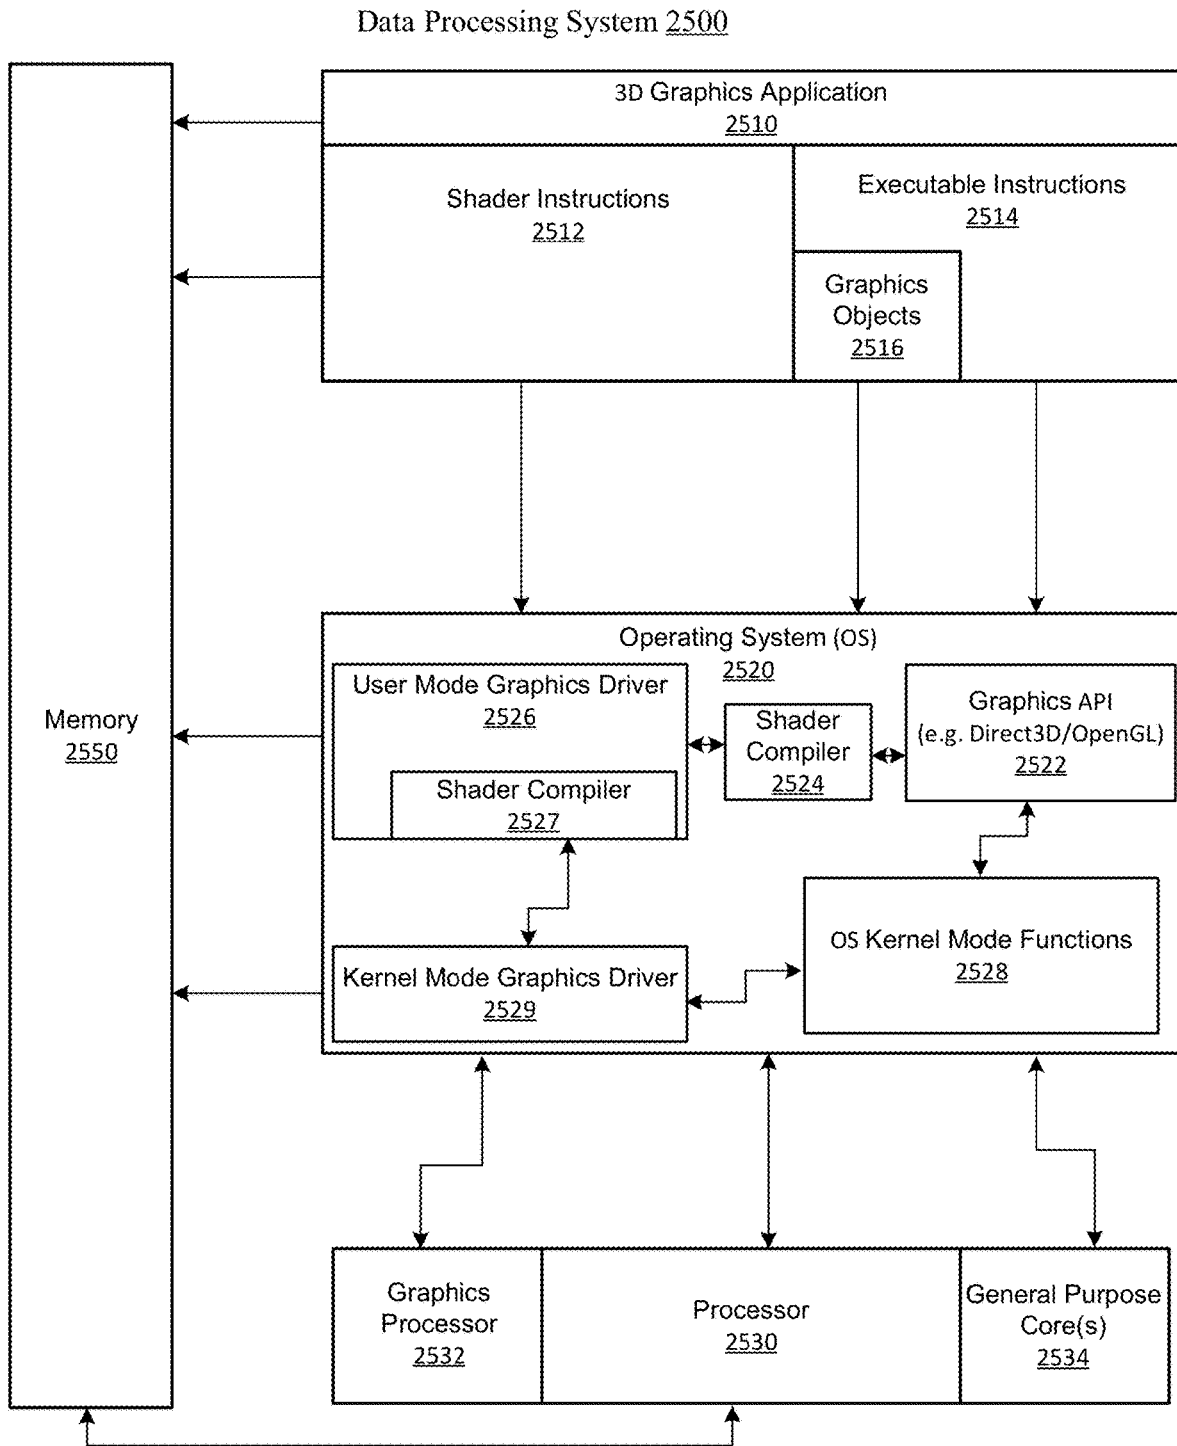 Data Processing System 2500
3D Graphics Application
2510
Shader Instructions
2512
Executable Instructions
2514
Graphics
Objects
2516
Operating System (OS)
2520
User Mode Graphics Driver
2526
Shader Compiler
2527
Shader
Compiler
2524
Graphics API
(e.g. Direct3D/OpenGL)
2522
Memory
2550
OS Kernel Mode Functions
2528
Kernel Mode Graphics Driver
2529
Graphics
Processor
2532
Processor
2530
General Purpose
Core(s)
2534